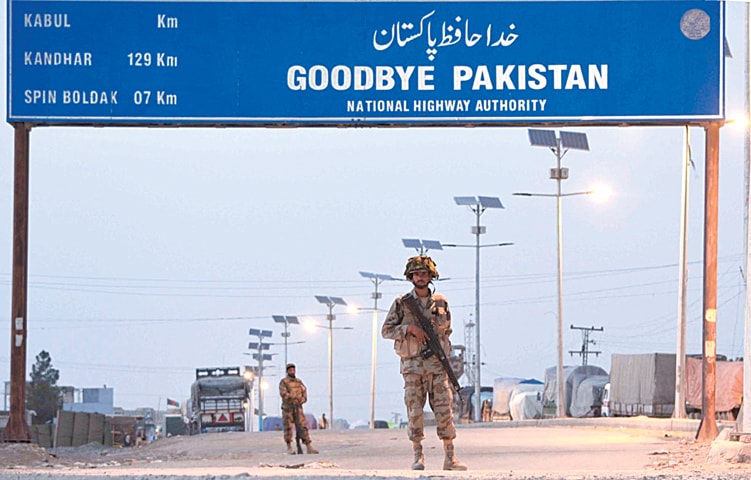 KABUL Km
KANDHAR 129 Km
SPIN BOLDAK 07 Km
خدا حافظ پاکستان
GOODBYE PAKISTAN
NATIONAL HIGHWAY AUTHORITY